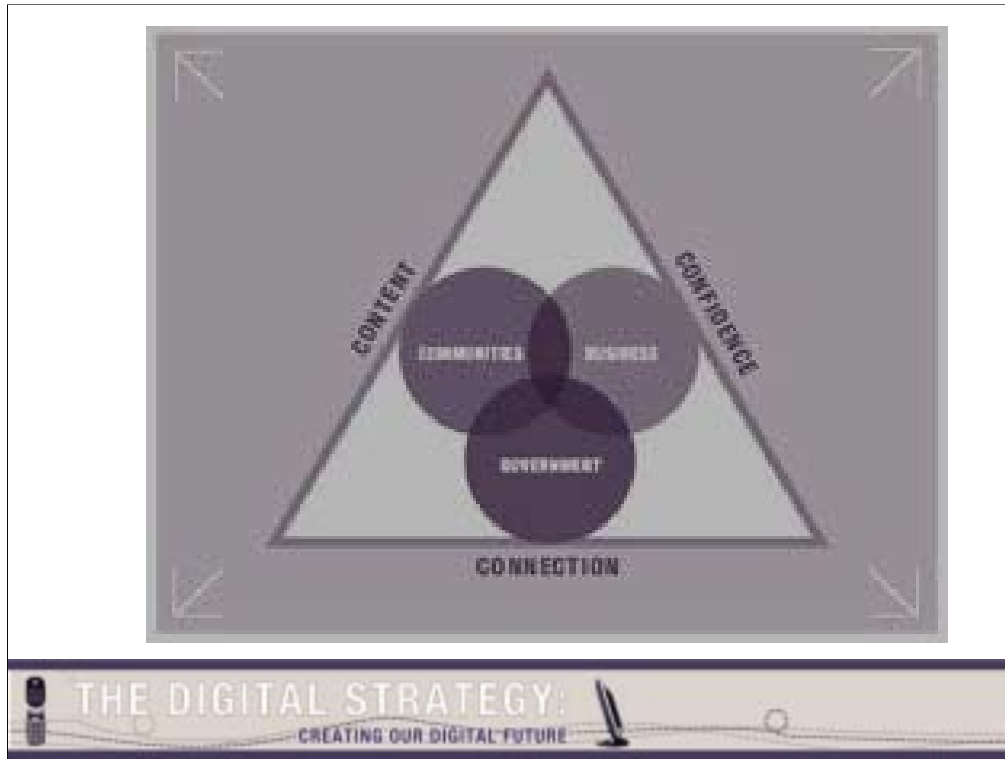 CONTENT
CONFIDENCE
COMMUNITIES
BUSINESS
GOVERNMENT
CONNECTION
THE DIGITAL STRATEGY:
CREATING OUR DIGITAL FUTURE